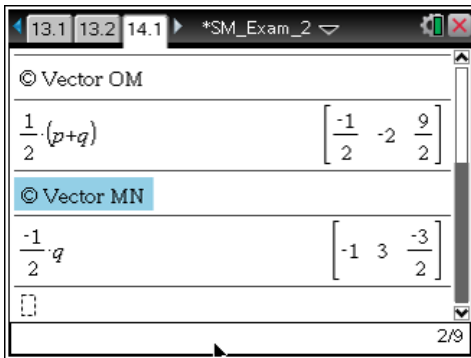 13.1 13.2 14.1 *SM_Exam_2
© Vector OM
1/2·(p+q) [-1/2 -2 9/2]
© Vector MN
-1/2·q [-1 3 -3/2]
2/9